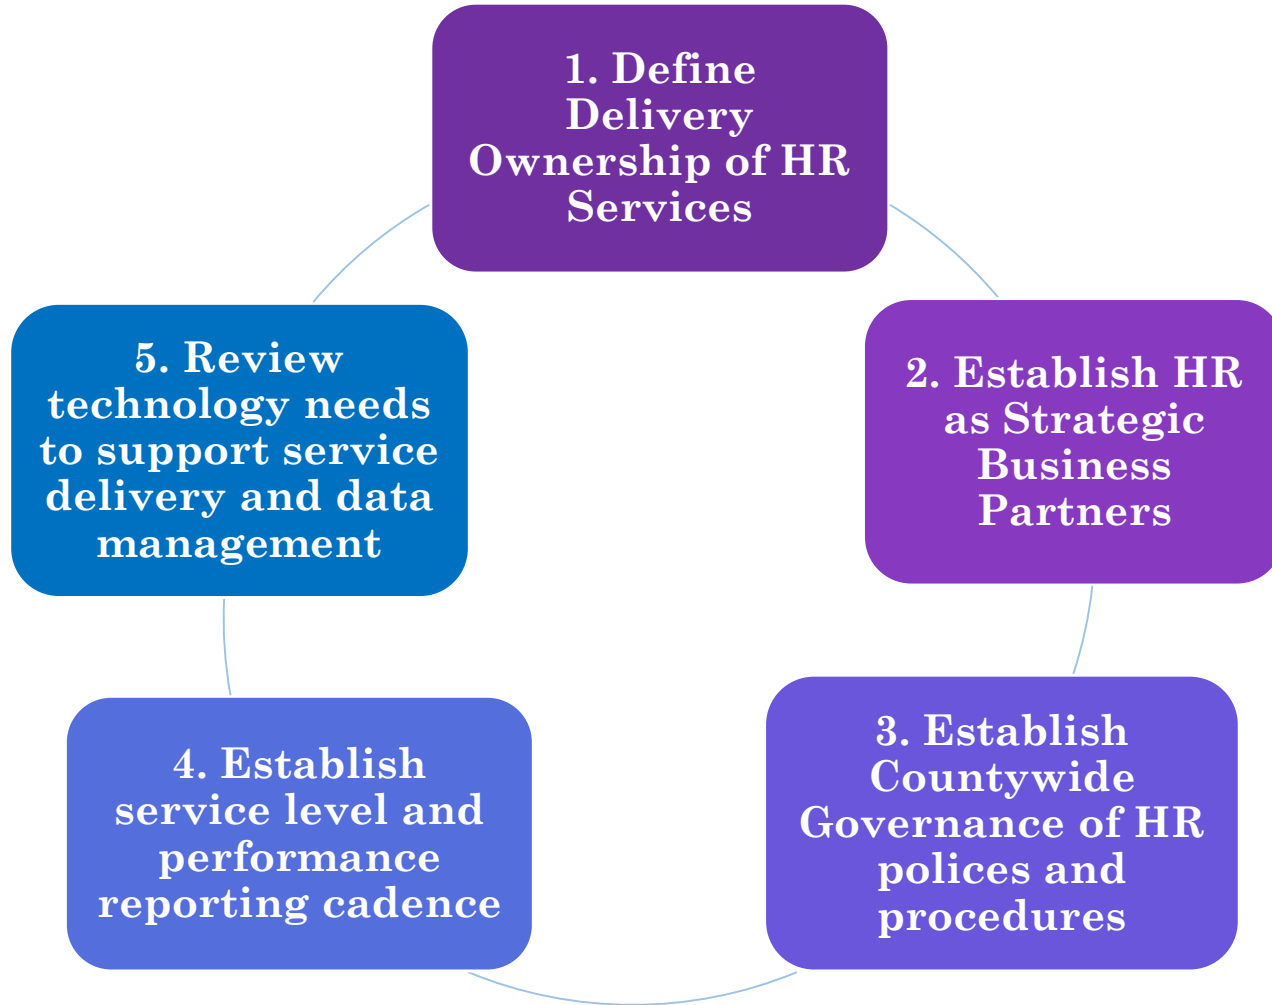 1. Define
Delivery
Ownership of HR
Services
2. Establish HR
as Strategic
Business
Partners
3. Establish
Countywide
Governance of HR
polices and
procedures
4. Establish
service level and
performance
reporting cadence
5. Review
technology needs
to support service
delivery and data
management